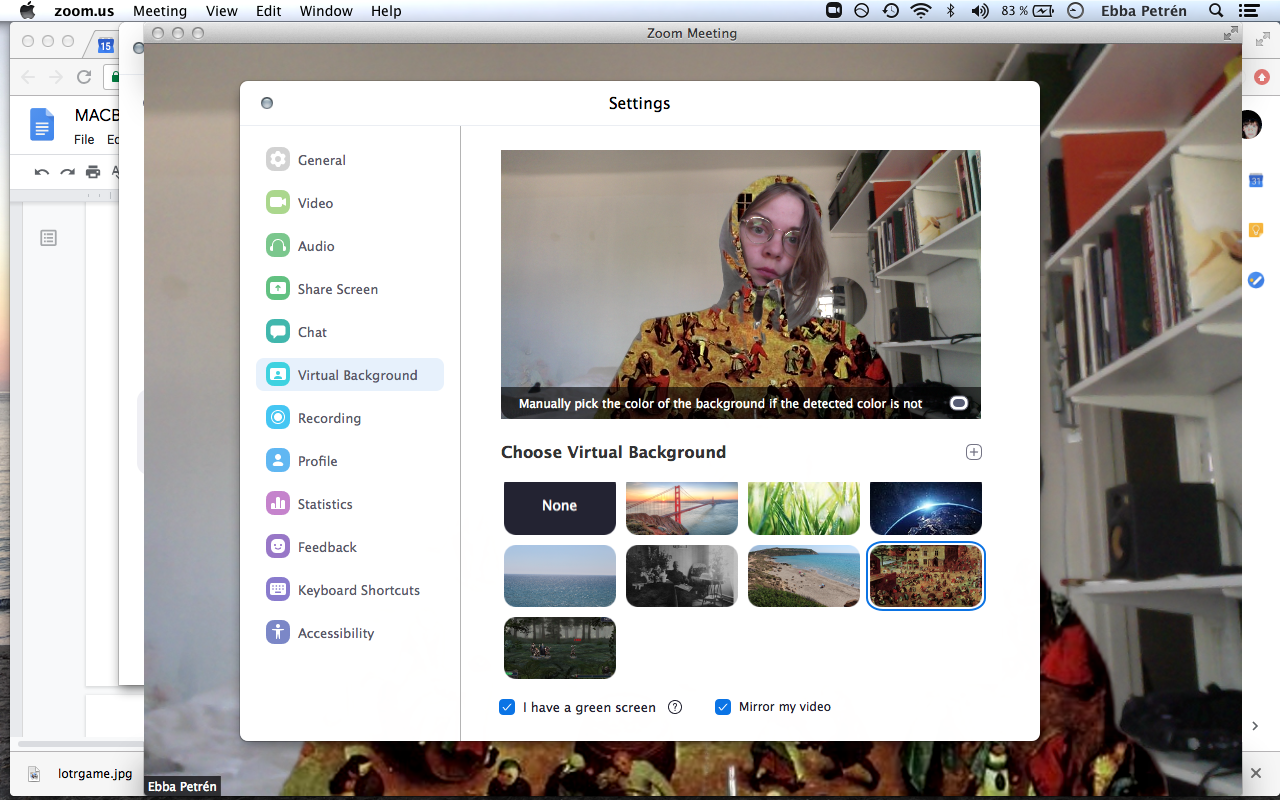 zoom.us Meeting View Edit Window Help 83 % Ebba Petrén
Zoom Meeting
15
MACB
File Ed
Settings
General
Video
Audio
Share Screen
Chat
Virtual Background
Recording
Profile
Statistics
Feedback
Keyboard Shortcuts
Accessibility
Manually pick the color of the background if the detected color is not
Choose Virtual Background
None
I have a green screen ? Mirror my video
31
lotrgame.jpg
Ebba Petrén